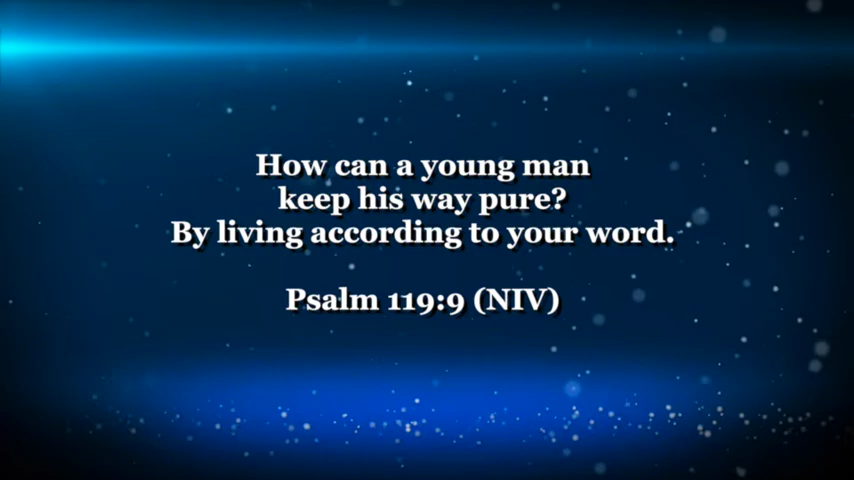 How can a young man
keep his way pure?
By living according to your word.
Psalm 119:9 (NIV)